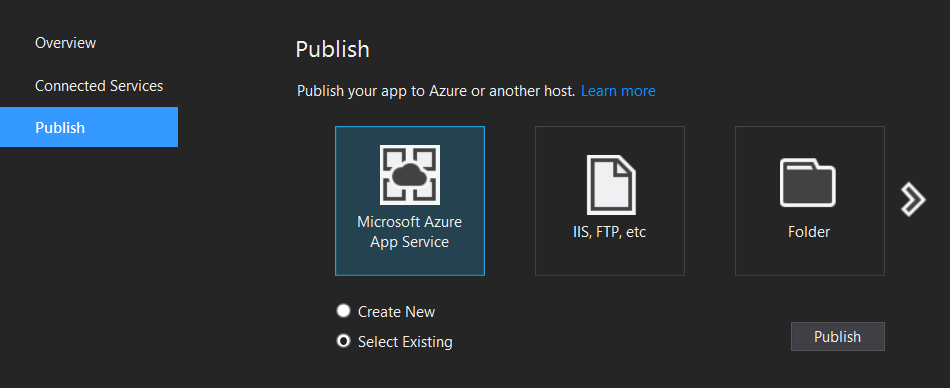 Overview
Connected Services
Publish
Publish
Publish your app to Azure or another host. Learn more
Microsoft Azure
App Service
IIS, FTP, etc
Folder
Create New
Select Existing
Publish